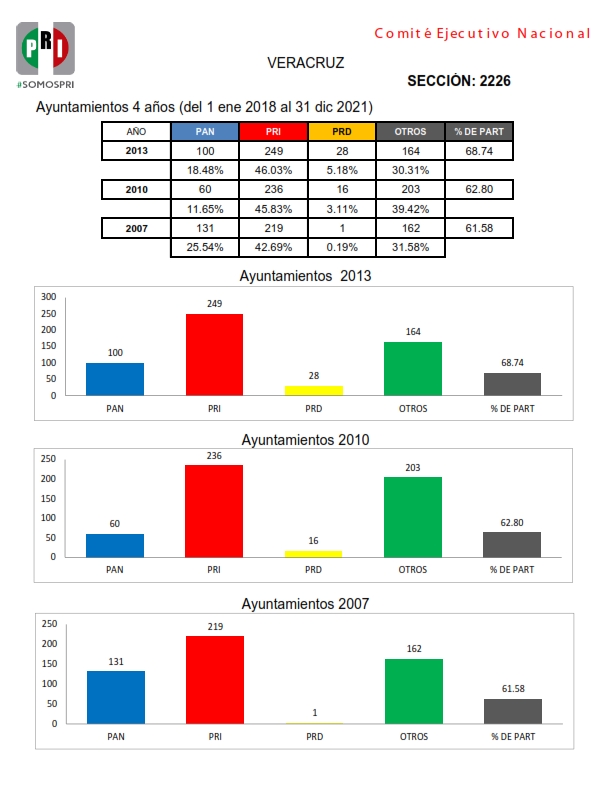 Comité Ejecutivo Nacional
PRI
#SOMOSPRI
VERACRUZ
SECCIÓN: 2226
Ayuntamientos 4 años (del 1 ene 2018 al 31 dic 2021)
AÑO PAN PRI PRD OTROS % DE PART
2013 100 249 28 164 68.74
18.48% 46.03% 5.18% 30.31%
2010 60 236 16 203 62.80
11.65% 45.83% 3.11% 39.42%
2007 131 219 1 162 61.58
25.54% 42.69% 0.19% 31.58%
Ayuntamientos 2013
300
250
200
150
100
50
0
100 249 28 164 68.74
PAN PRI PRD OTROS % DE PART
Ayuntamientos 2010
250
200
150
100
50
0
60 236 16 203 62.80
PAN PRI PRD OTROS % DE PART
Ayuntamientos 2007
250
200
150
100
50
0
131 219 1 162 61.58
PAN PRI PRD OTROS % DE PART